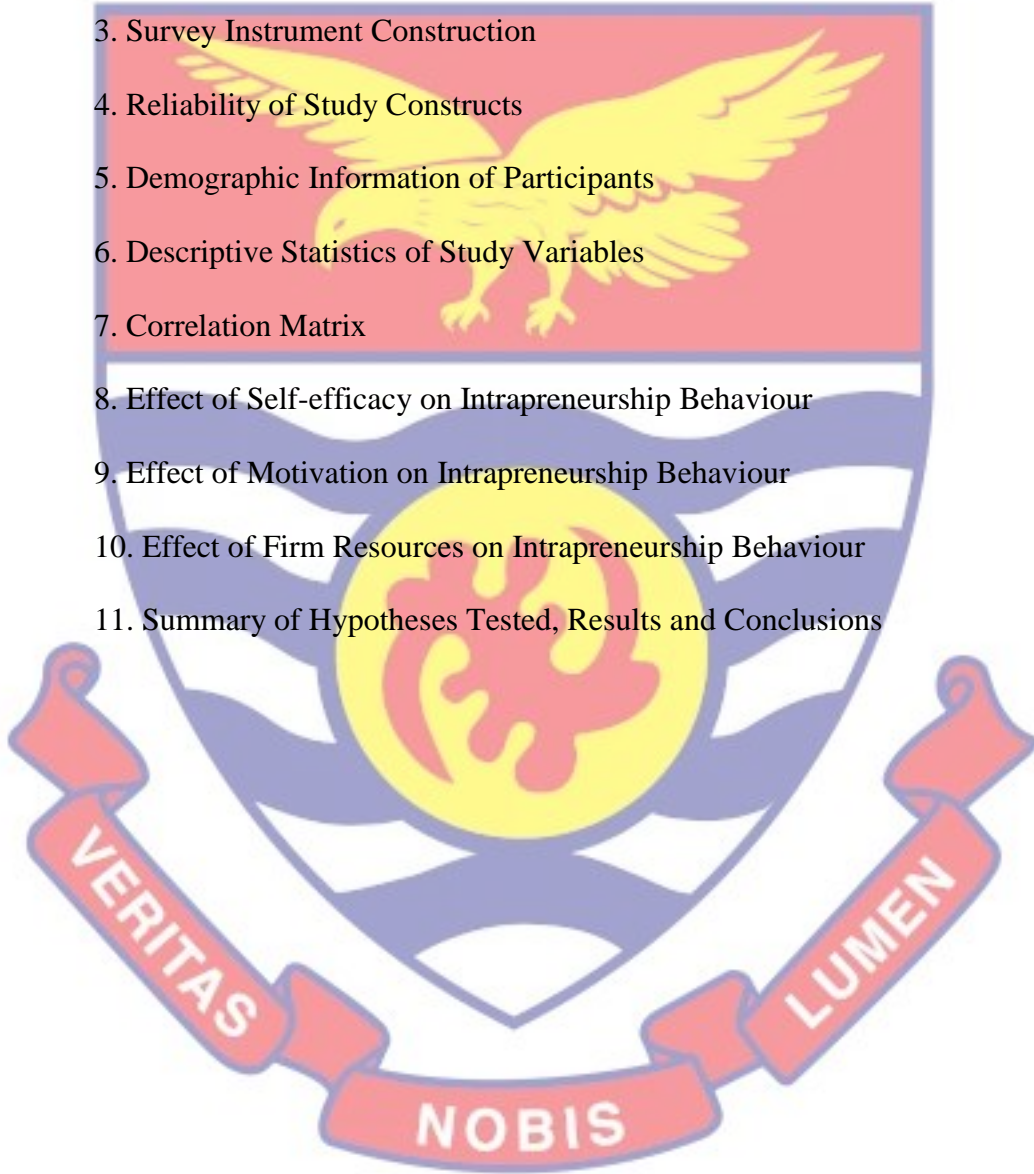 3. Survey Instrument Construction
4. Reliability of Study Constructs
5. Demographic Information of Participants
6. Descriptive Statistics of Study Variables
7. Correlation Matrix
8. Effect of Self-efficacy on Intrapreneurship Behaviour
9. Effect of Motivation on Intrapreneurship Behaviour
10. Effect of Firm Resources on Intrapreneurship Behaviour
11. Summary of Hypotheses Tested, Results and Conclusions
VERITAS
NOBIS
LUMEN